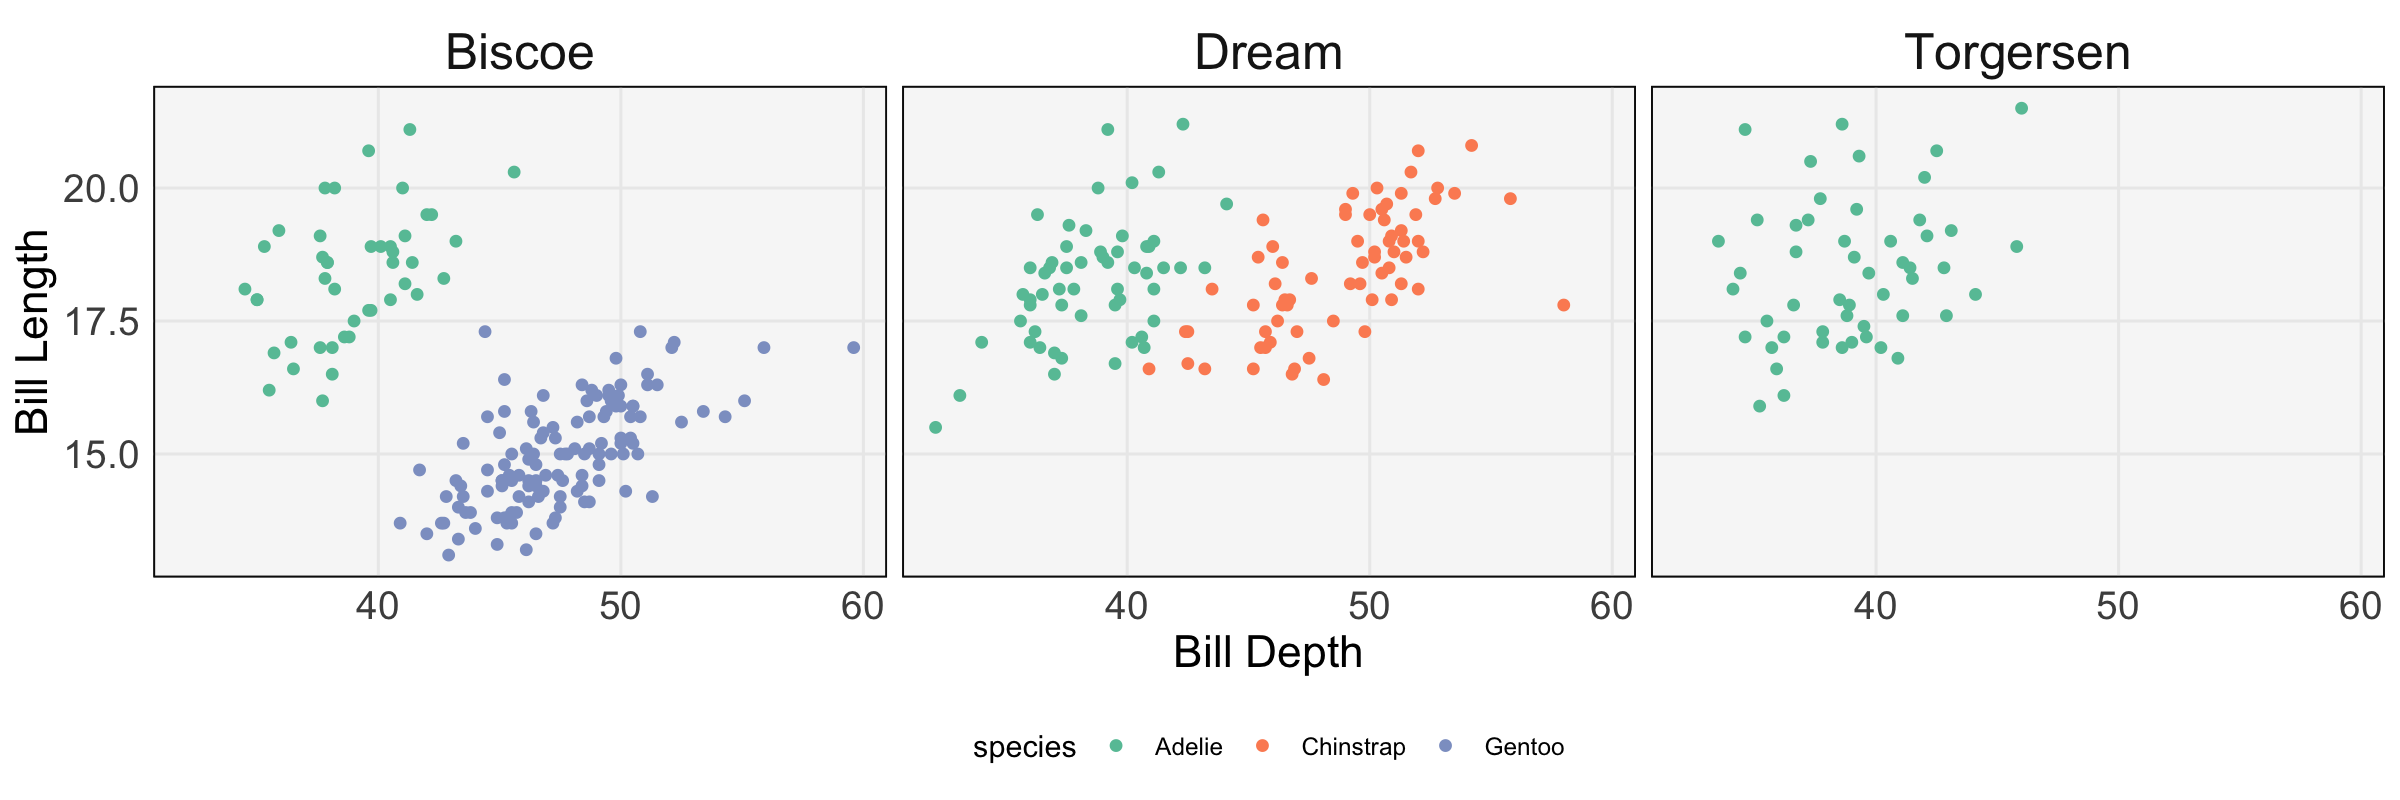 Biscoe Dream Torgersen
Bill Length
20.0
17.5
15.0
40 50 60 40 50 60 40 50 60
Bill Depth
species Adelie Chinstrap Gentoo